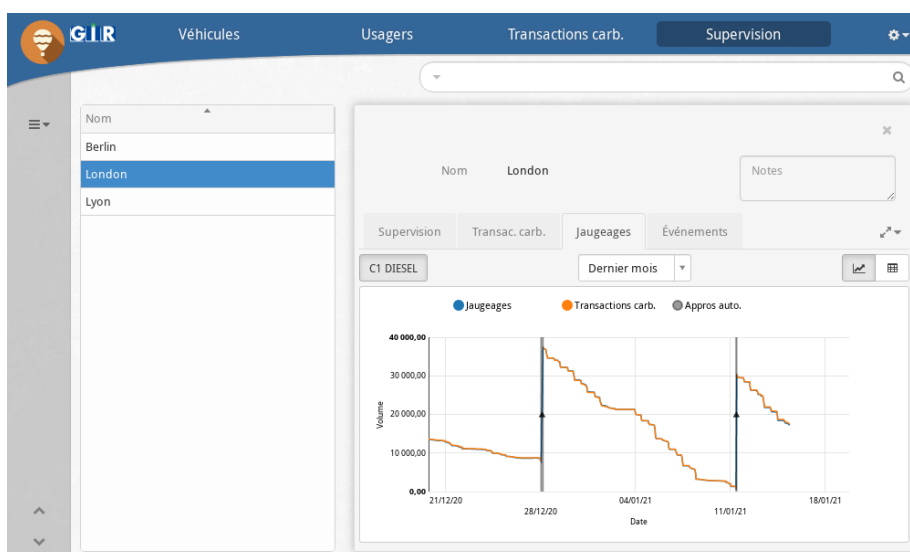 GIR Véhicules Usagers Transactions carb. Supervision
Nom
Berlin
London
Lyon
Nom London Notes
Supervision Transac. carb. Jaugeages Événements
C1 DIESEL Dernier mois
Jaugeages Transactions carb. Appros auto.
40 000,00
30 000,00
20 000,00
10 000,00
0,00
Volume
21/12/20 28/12/20 04/01/21 11/01/21 18/01/21
Date